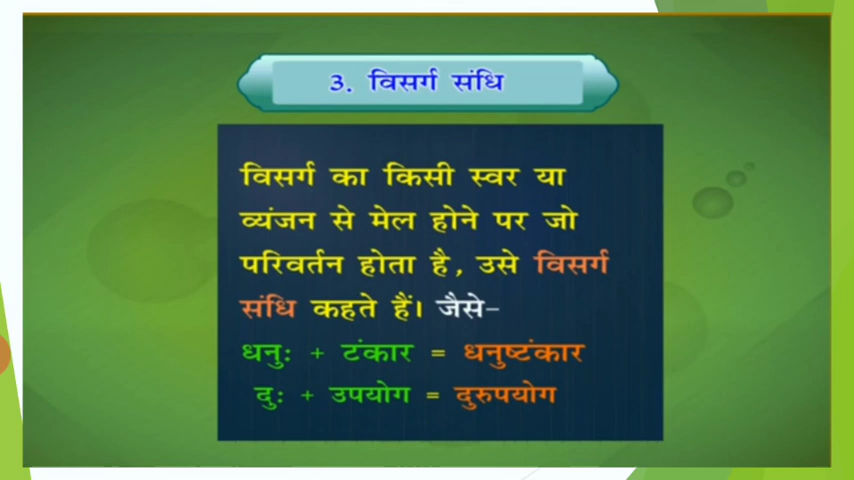 3. विसर्ग संधि
विसर्ग का किसी स्वर या
व्यंजन से मेल होने पर जो
परिवर्तन होता है, उसे विसर्ग
संधि कहते हैं। जैसे-
धनुः + टंकार = धनुष्टंकार
दुः + उपयोग = दुरुपयोग